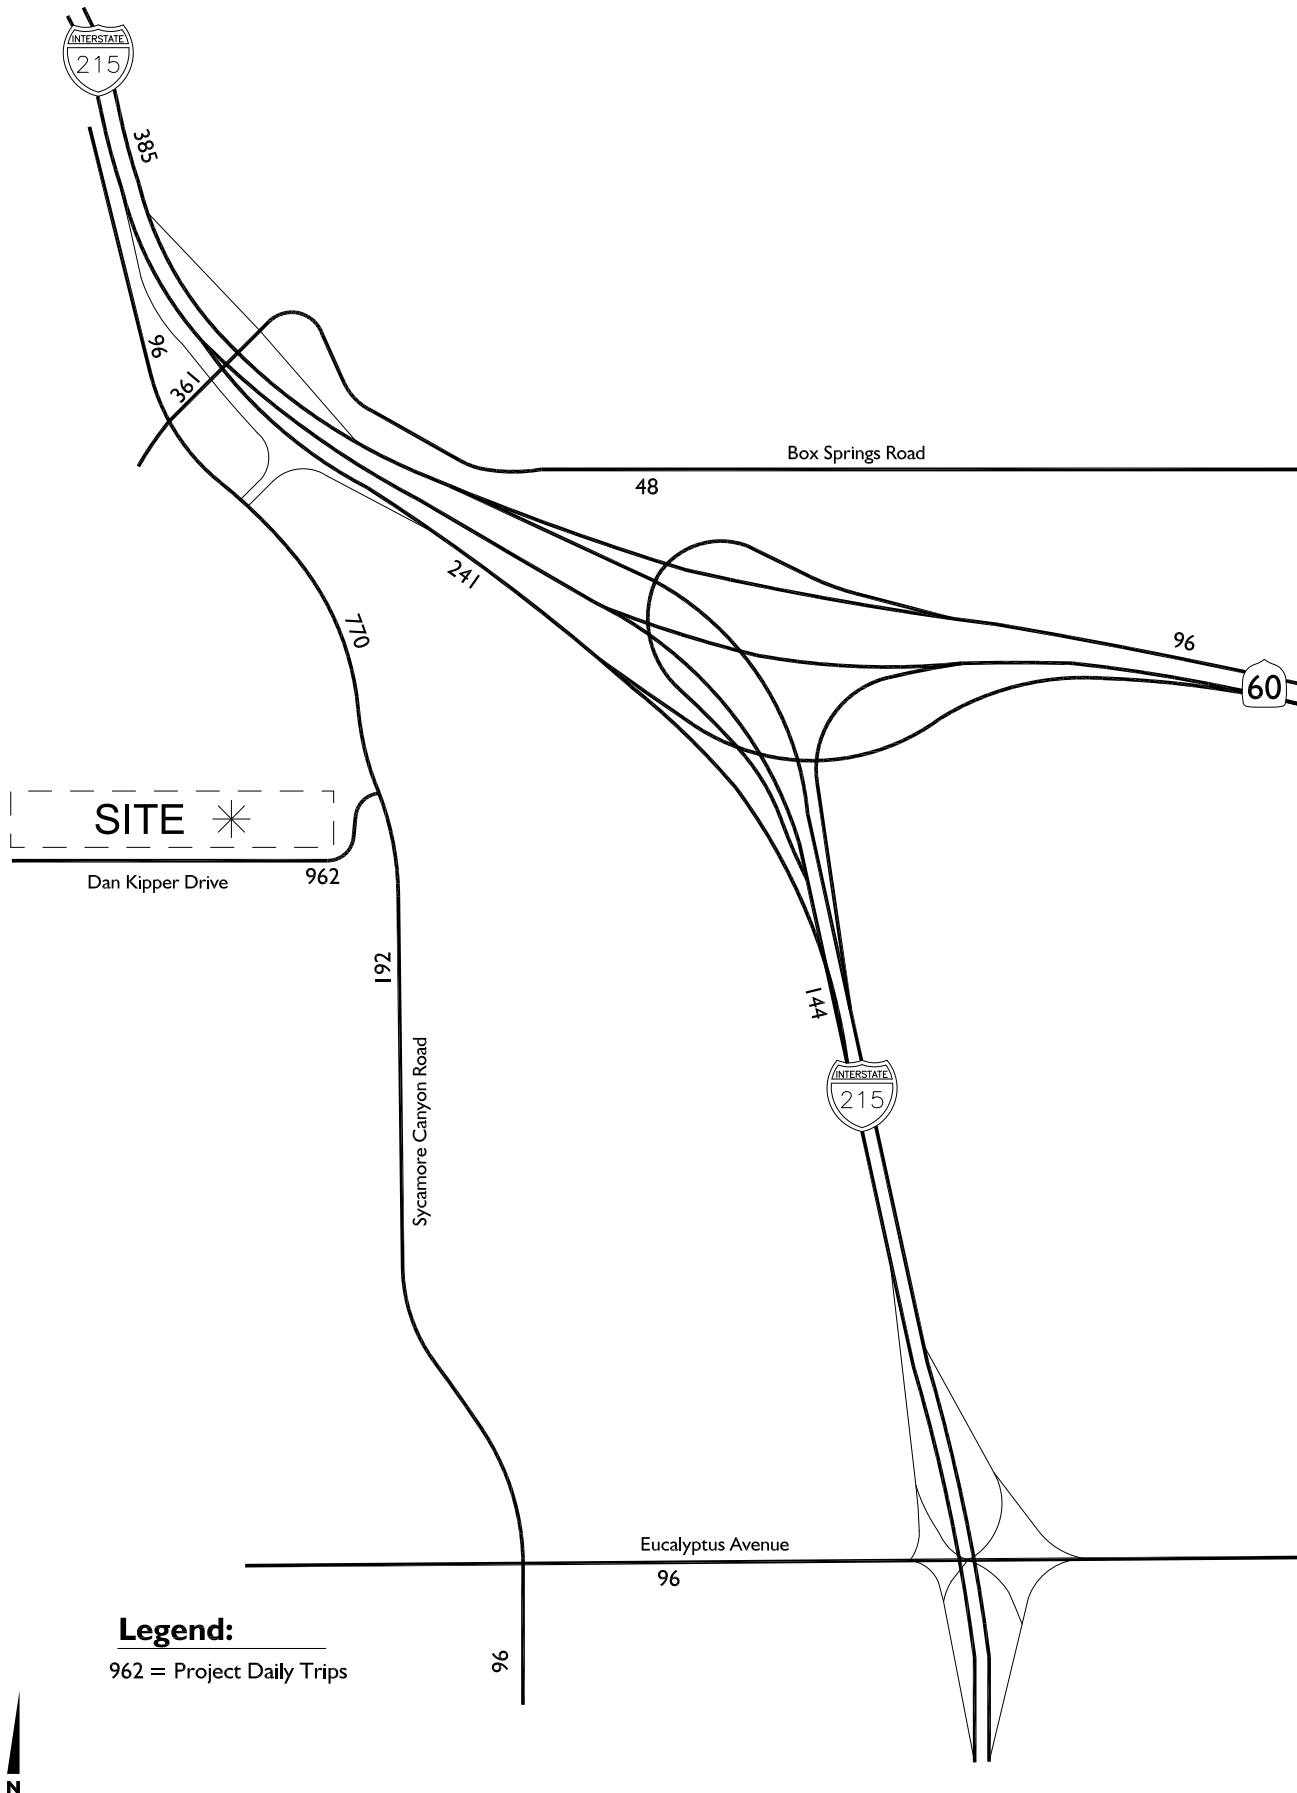 INTERSTATE
215
385
96
361
Box Springs Road
48
241
770
96
60
SITE
Dan Kipper Drive
962
192
144
Sycamore Canyon Road
INTERSTATE
215
Eucalyptus Avenue
96
Legend:
962 = Project Daily Trips
96
N